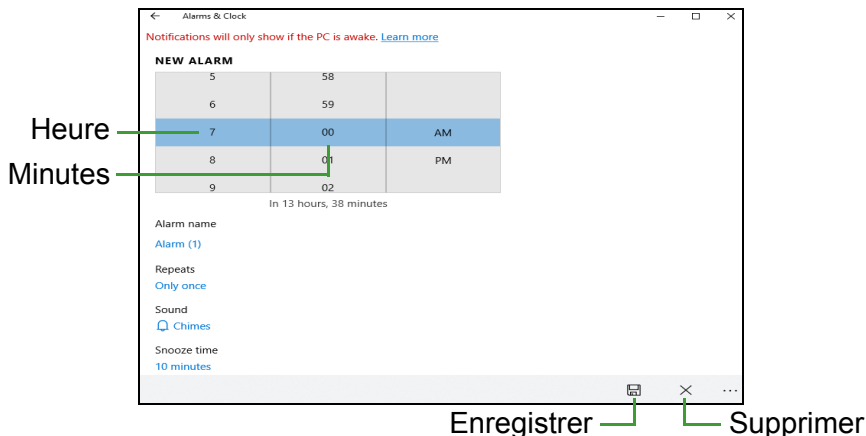 Alarms & Clock
Notifications will only show if the PC is awake. Learn more
NEW ALARM
5 58
6 59
Heure 7 00 AM
8 01 PM
Minutes
9 02
In 13 hours, 38 minutes
Alarm name
Alarm (1)
Repeats
Only once
Sound
Chimes
Snooze time
10 minutes
Enregistrer Supprimer